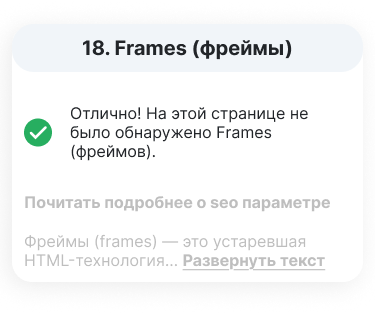 18. Frames (фреймы)
Отлично! На этой странице не
было обнаружено Frames
(фреймов).
Почитать подробнее о seo параметре
Фреймы (frames) — это устаревшая
HTML-технология... Развернуть текст